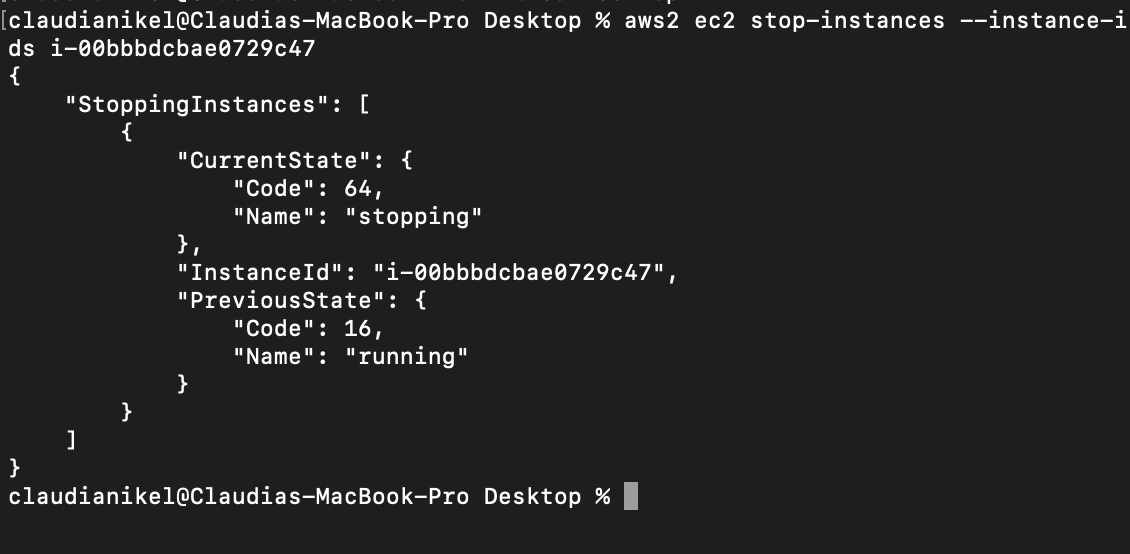 [claudianikel@Claudias-MacBook-Pro Desktop % aws2 ec2 stop-instances --instance-i
ds i-00bbbdcbae0729c47
{
    "StoppingInstances": [
        {
            "CurrentState": {
                "Code": 64,
                "Name": "stopping"
            },
            "InstanceId": "i-00bbbdcbae0729c47",
            "PreviousState": {
                "Code": 16,
                "Name": "running"
            }
        }
    ]
}
claudianikel@Claudias-MacBook-Pro Desktop %